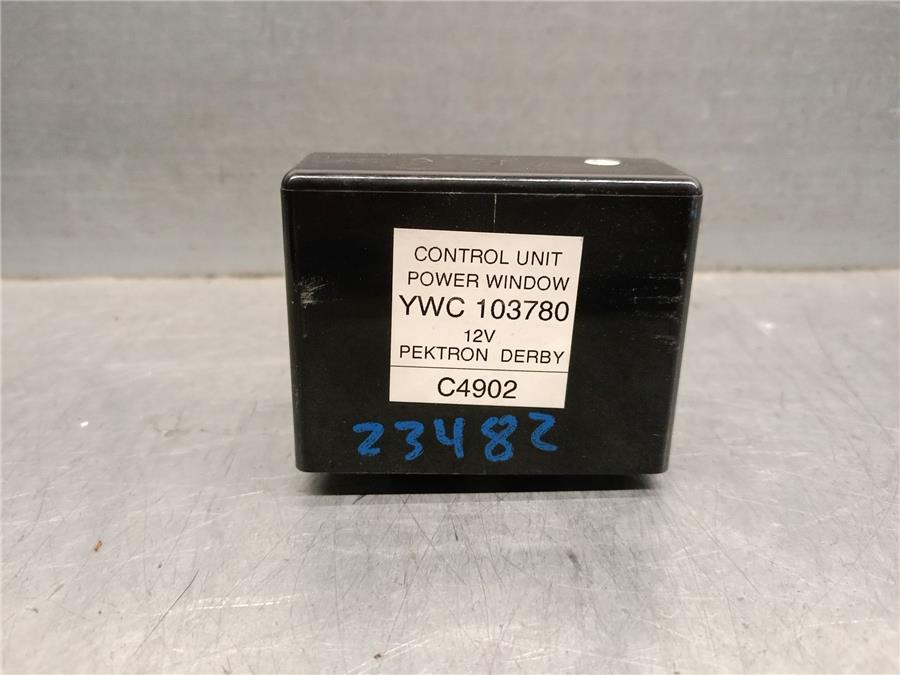 CONTROL UNIT
POWER WINDOW
YWC 103780
12V
PEKTRON DERBY
C4902
23482